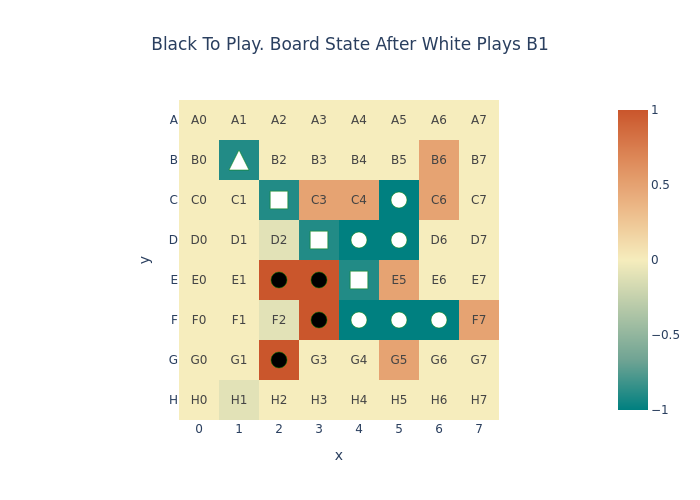 Black To Play. Board State After White Plays B1
A A0 A1 A2 A3 A4 A5 A6 A7
B B0 B2 B3 B4 B5 B6 B7
C C0 C1 C3 C4 C6 C7
D D0 D1 D2 D6 D7
E E0 E1 E5 E6 E7
F F0 F1 F2 F7
G G0 G1 G3 G4 G5 G6 G7
H H0 H1 H2 H3 H4 H5 H6 H7
0 1 2 3 4 5 6 7
x
y
1
0.5
0
−0.5
−1